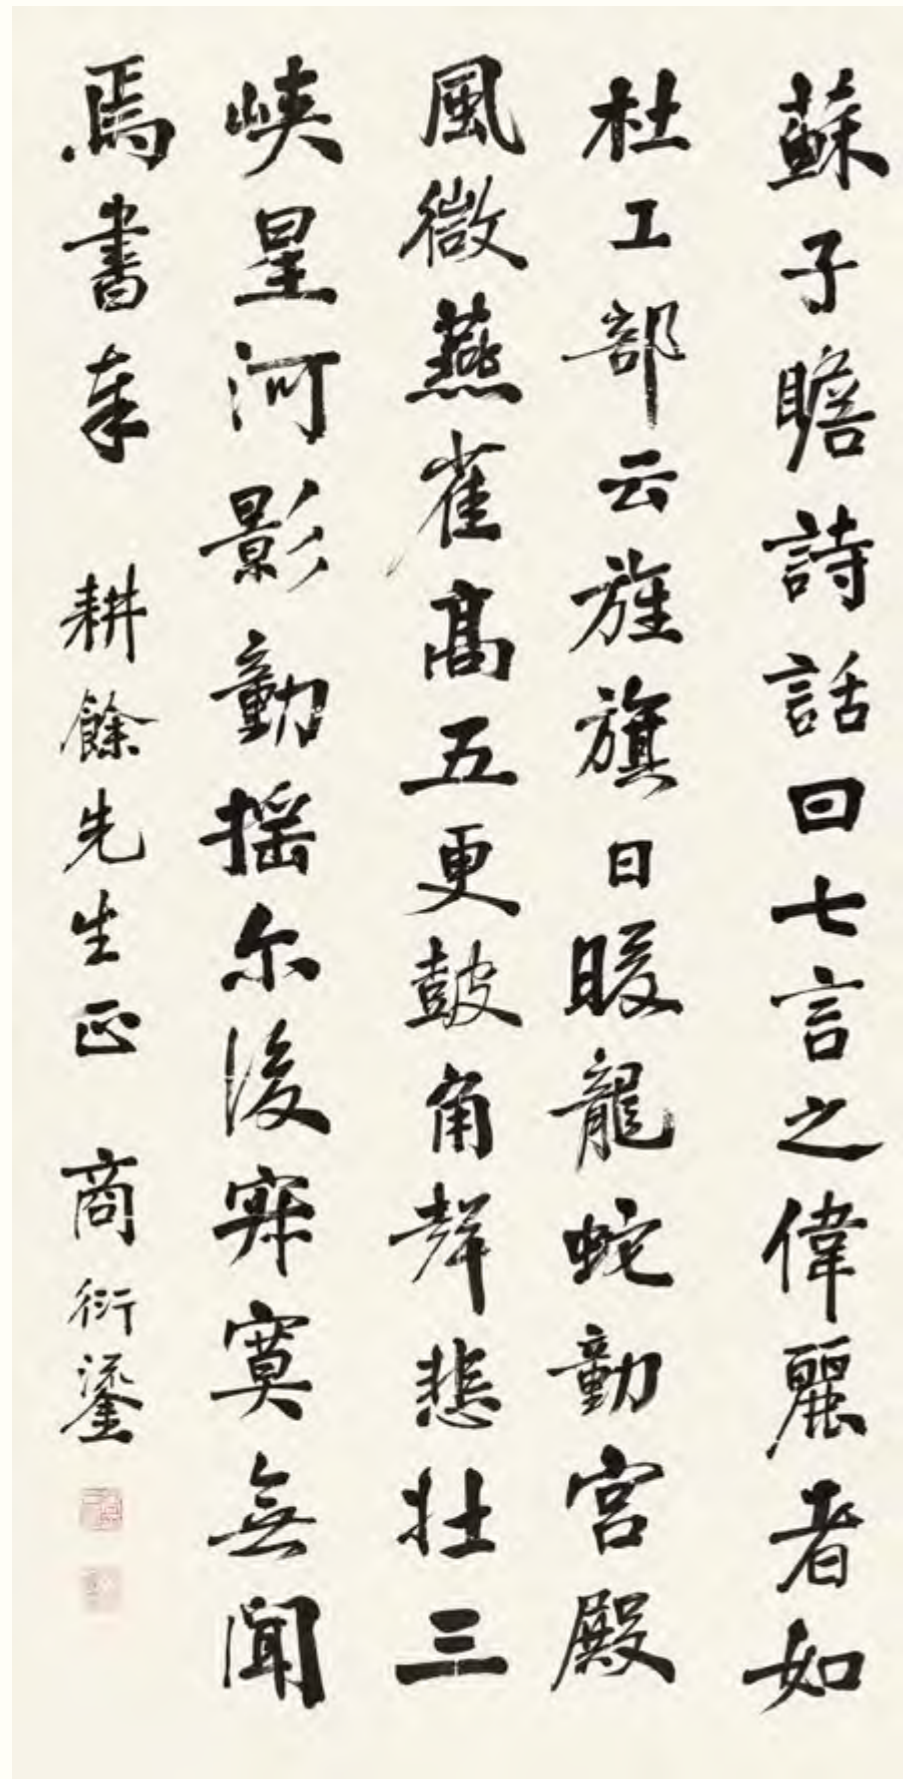 蘇子瞻詩話曰七言之偉麗者如
杜工部云旌旗日暖龍蛇動宮殿
風微燕雀高五更鼓角聲悲壯三
峽星河影動搖尔後寂寞無聞
焉書奉 耕餘先生正 商衍鎏